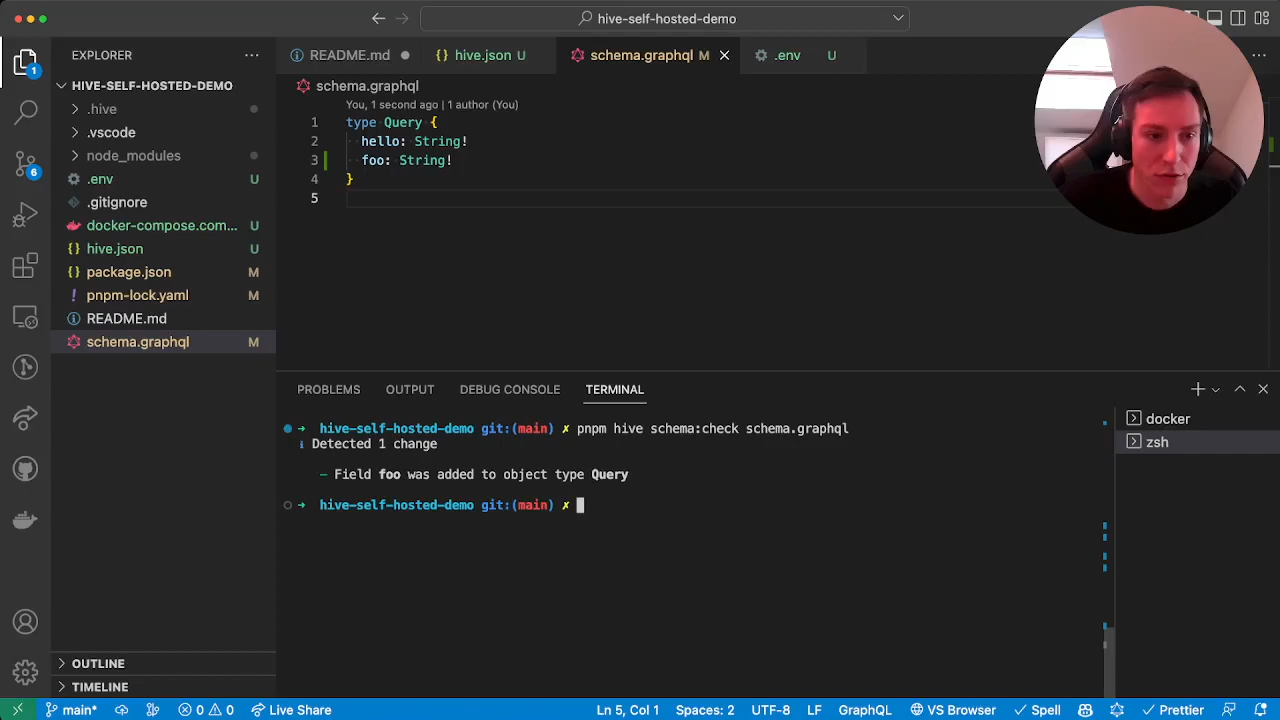 hive-self-hosted-demo
EXPLORER
HIVE-SELF-HOSTED-DEMO
.hive
.vscode
node_modules
.env U
.gitignore
docker-compose.com... U
hive.json U
package.json M
pnpm-lock.yaml M
README.md
schema.graphql M
OUTLINE
TIMELINE
1
6
README.md
hive.json U
schema.graphql M
.env U
schema.graphql
You, 1 second ago | 1 author (You)
1 type Query {
2 hello: String!
3 foo: String!
4 }
5
PROBLEMS OUTPUT DEBUG CONSOLE TERMINAL
hive-self-hosted-demo git:(main) ✗ pnpm hive schema:check schema.graphql
i Detected 1 change
– Field foo was added to object type Query
hive-self-hosted-demo git:(main) ✗
docker
zsh
main* 0 0 Live Share Ln 5, Col 1 Spaces: 2 UTF-8 LF GraphQL VS Browser Spell Prettier